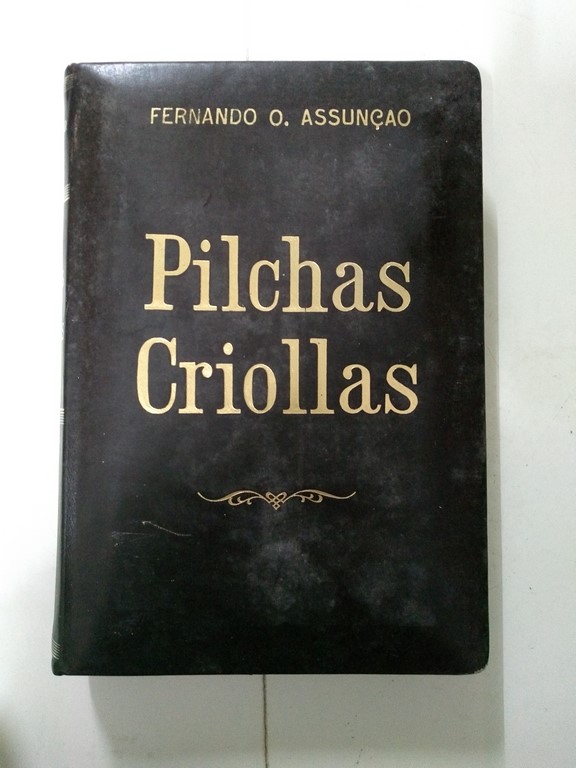 FERNANDO O. ASSUNÇAO
Pilchas
Criollas